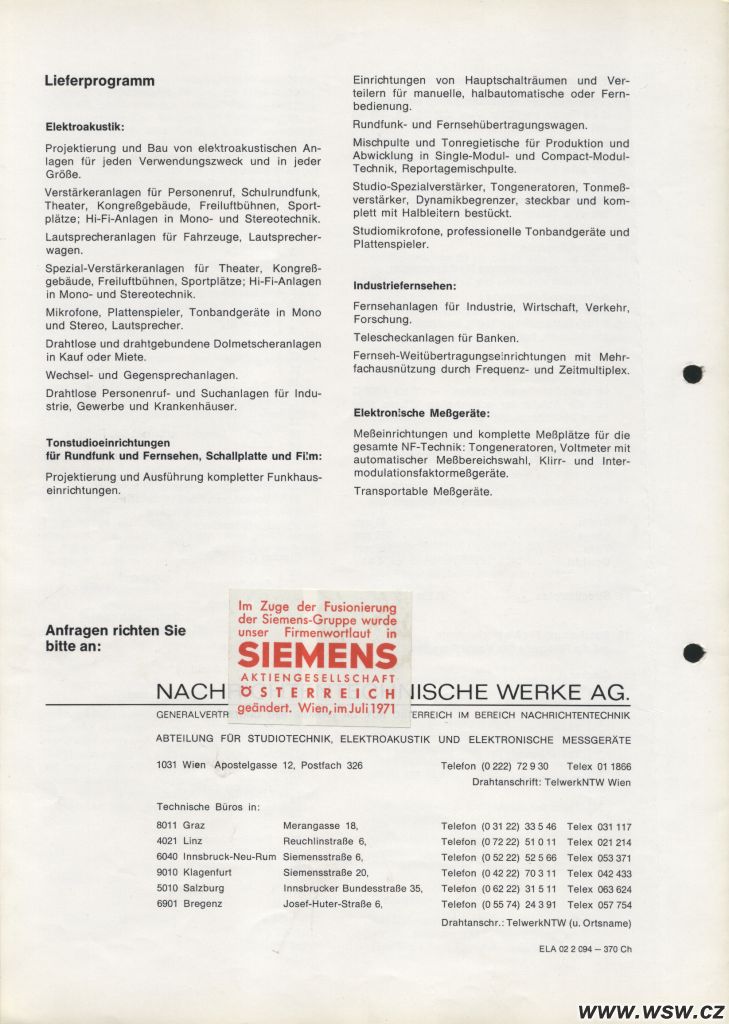 Lieferprogramm
Elektroakustik:
Projektierung und Bau von elektroakustischen An-
lagen für jeden Verwendungszweck und in jeder
Größe.
Verstärkeranlagen für Personenruf, Schulrundfunk,
Theater, Kongreßgebäude, Freiluftbühnen, Sport-
plätze; Hi-Fi-Anlagen in Mono- und Stereotechnik.
Lautsprecheranlagen für Fahrzeuge, Lautsprecher-
wagen.
Spezial-Verstärkeranlagen für Theater, Kongreß-
gebäude, Freiluftbühnen, Sportplätze; Hi-Fi-Anlagen
in Mono- und Stereotechnik.
Mikrofone, Plattenspieler, Tonbandgeräte in Mono
und Stereo, Lautsprecher.
Drahtlose und drahtgebundene Dolmetscheranlagen
in Kauf oder Miete.
Wechsel- und Gegensprechanlagen.
Drahtlose Personenruf- und Suchanlagen für Indu-
strie, Gewerbe und Krankenhäuser.
Tonstudioeinrichtungen
für Rundfunk und Fernsehen, Schallplatte und Film:
Projektierung und Ausführung kompletter Funkhaus-
einrichtungen.
Einrichtungen von Hauptschalträumen und Ver-
teilern für manuelle, halbautomatische oder Fern-
bedienung.
Rundfunk- und Fernsehübertragungswagen.
Mischpulte und Tonregietische für Produktion und
Abwicklung in Single-Modul- und Compact-Modul-
Technik, Reportagemischpulte.
Studio-Spezialverstärker, Tongeneratoren, Tonmeß-
verstärker, Dynamikbegrenzer, steckbar und kom-
plett mit Halbleitern bestückt.
Studiomikrofone, professionelle Tonbandgeräte und
Plattenspieler.
Industriefernsehen:
Fernsehanlagen für Industrie, Wirtschaft, Verkehr,
Forschung.
Telescheckanlagen für Banken.
Fernseh-Weitübertragungseinrichtungen mit Mehr-
fachausnützung durch Frequenz- und Zeitmultiplex.
Elektronische Meßgeräte:
Meßeinrichtungen und komplette Meßplätze für die
gesamte NF-Technik: Tongeneratoren, Voltmeter mit
automatischer Meßbereichswahl, Klirr- und Inter-
modulationsfaktormeßgeräte.
Transportable Meßgeräte.
Anfragen richten Sie
bitte an:
Im Zuge der Fusionierung
der Siemens-Gruppe wurde
unser Firmenwortlaut in
SIEMENS
AKTIENGESELLSCHAFT
ÖSTERREICH
geändert. Wien, im Juli 1971
NACH NISCHE WERKE AG.
GENERALVERTR ERREICH IM BEREICH NACHRICHTENTECHNIK
ABTEILUNG FÜR STUDIOTECHNIK, ELEKTROAKUSTIK UND ELEKTRONISCHE MESSGERÄTE
1031 Wien Apostelgasse 12, Postfach 326 Telefon (0 222) 72 9 30 Telex 01 1866
Drahtanschrift: TelwerkNTW Wien
Technische Büros in:
8011 Graz Merangasse 18, Telefon (0 31 22) 33 5 46 Telex 031 117
4021 Linz Reuchlinstraße 6, Telefon (0 72 22) 51 0 11 Telex 021 214
6040 Innsbruck-Neu-Rum Siemensstraße 6, Telefon (0 52 22) 52 5 66 Telex 053 371
9010 Klagenfurt Siemensstraße 20, Telefon (0 42 22) 70 3 11 Telex 042 433
5010 Salzburg Innsbrucker Bundesstraße 35, Telefon (0 62 22) 31 5 11 Telex 063 624
6901 Bregenz Josef-Huter-Straße 6, Telefon (0 55 74) 24 3 91 Telex 057 754
Drahtanschr.: TelwerkNTW (u. Ortsname)
ELA 02 2 094 – 370 Ch
www.wsw.cz